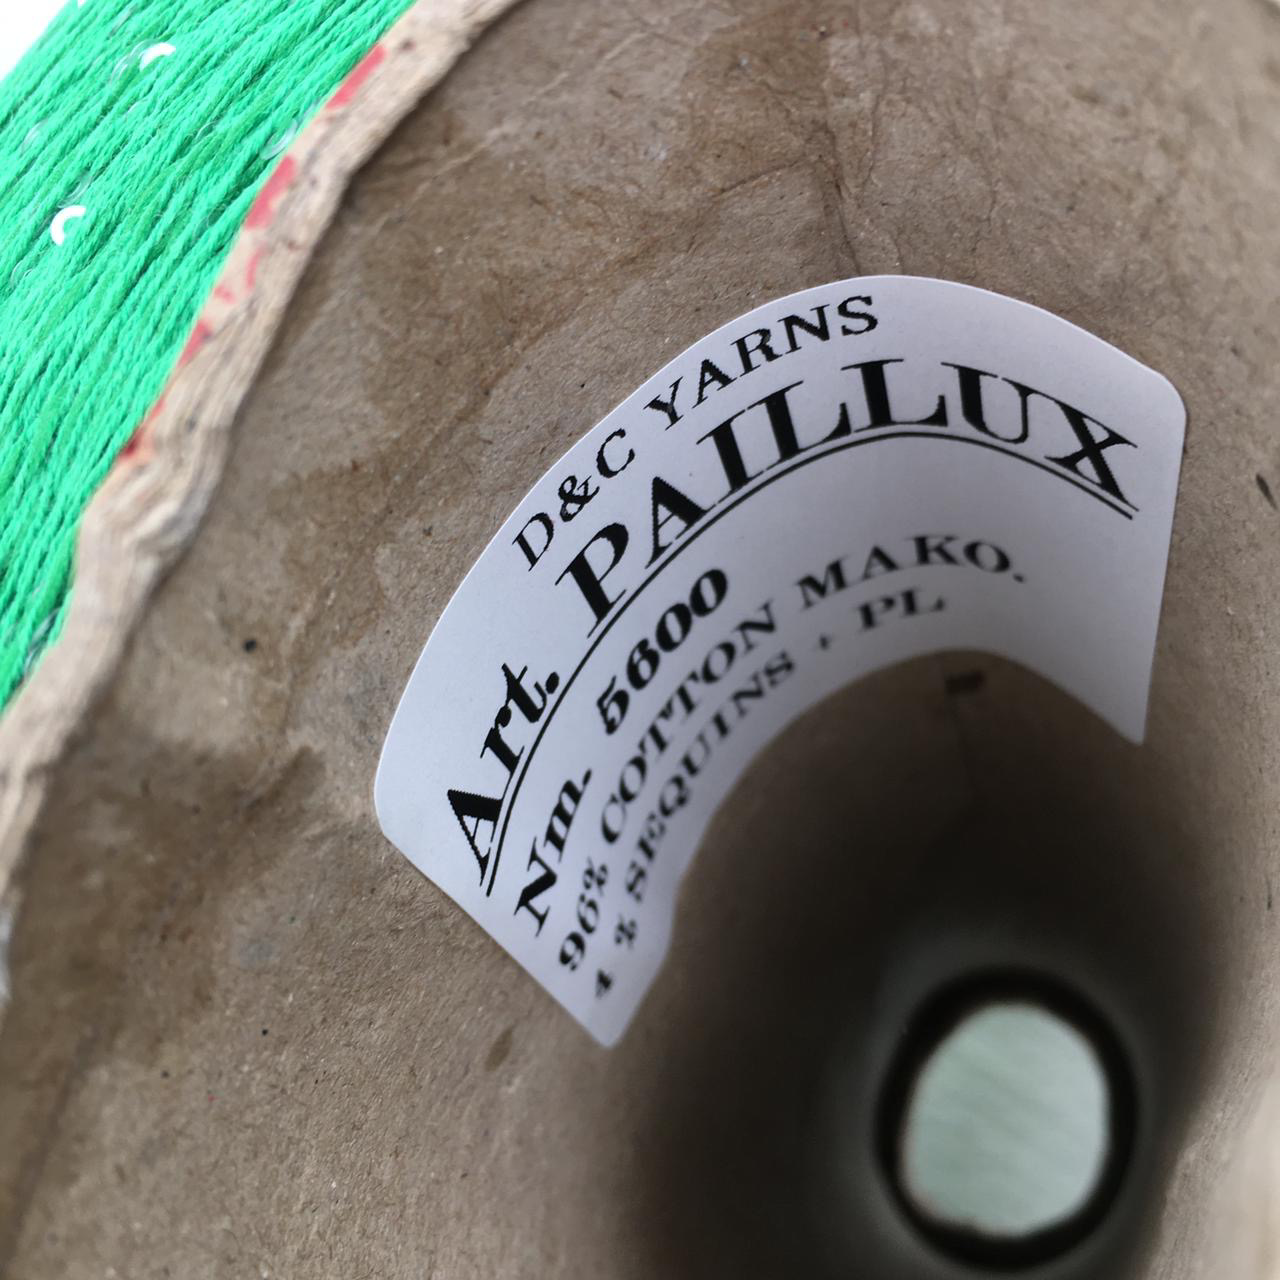 D&C YARNS
Art. PAILLUX
Nm. 5600
96% COTTON MAKO.
4 % SEQUINS + PL